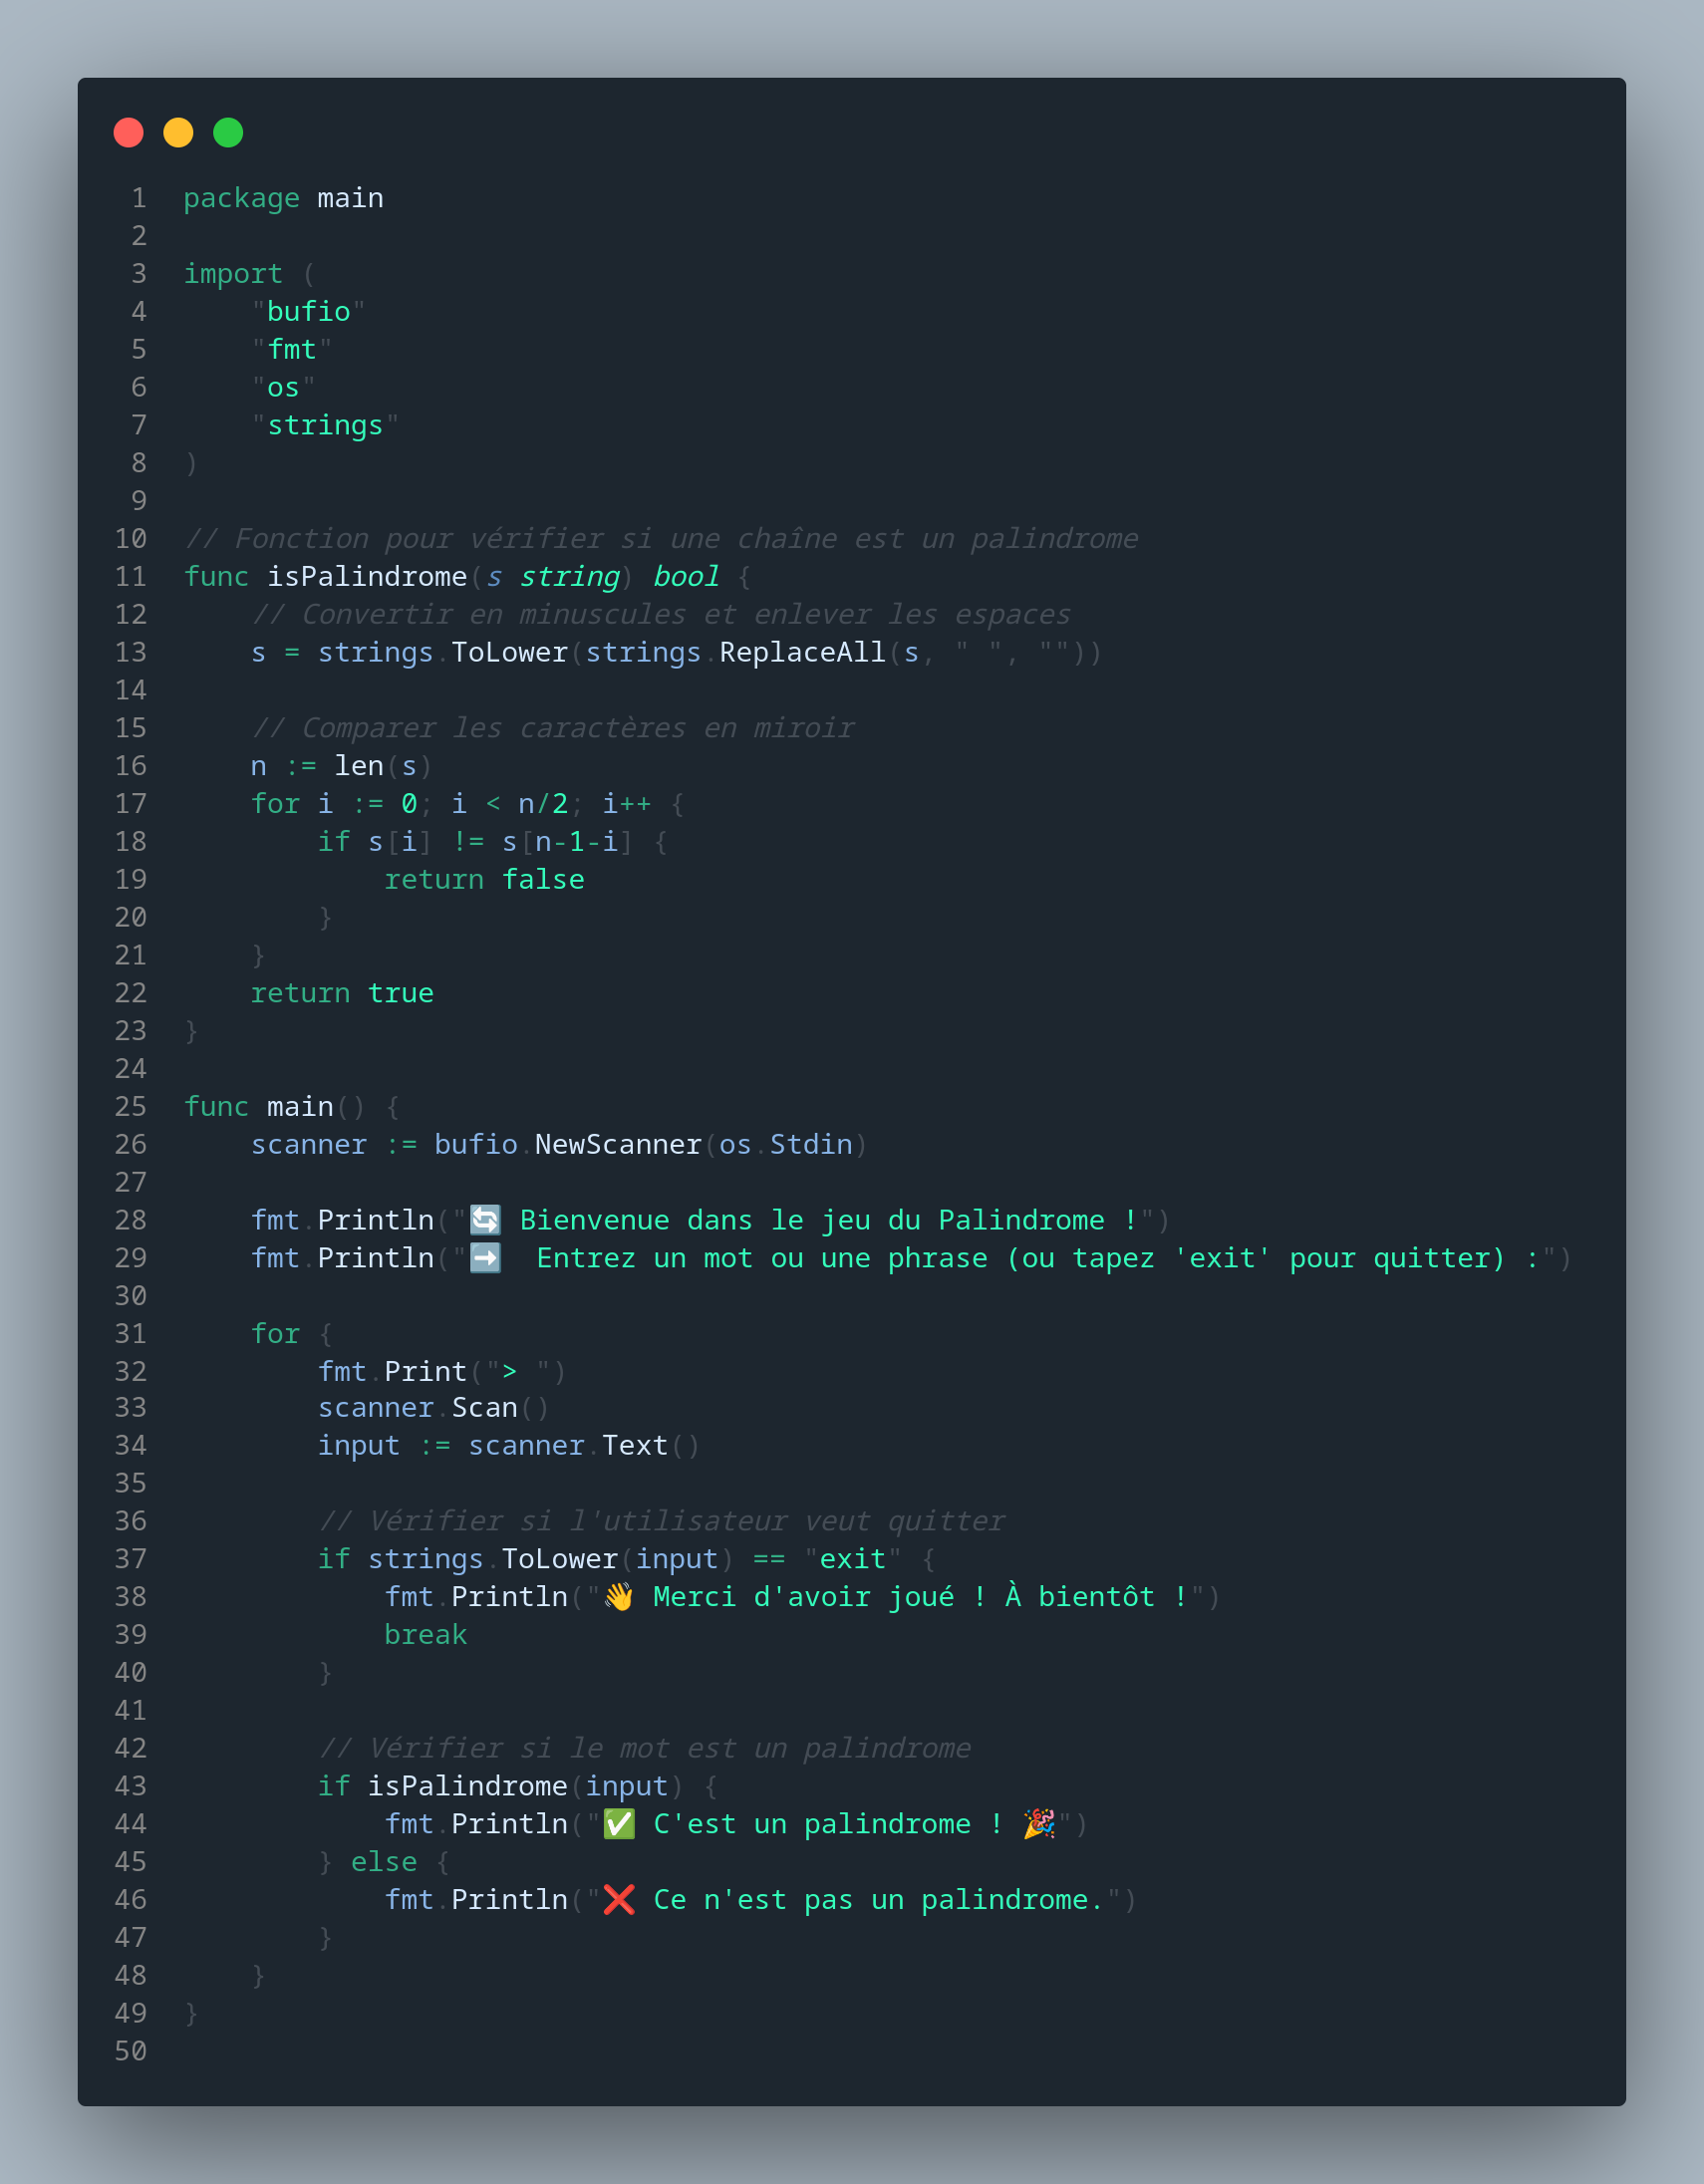 1 package main
2
3 import (
4     "bufio"
5     "fmt"
6     "os"
7     "strings"
8 )
9
10 // Fonction pour vérifier si une chaîne est un palindrome
11 func isPalindrome(s string) bool {
12     // Convertir en minuscules et enlever les espaces
13     s = strings.ToLower(strings.ReplaceAll(s, " ", ""))
14
15     // Comparer les caractères en miroir
16     n := len(s)
17     for i := 0; i < n/2; i++ {
18         if s[i] != s[n-1-i] {
19             return false
20         }
21     }
22     return true
23 }
24
25 func main() {
26     scanner := bufio.NewScanner(os.Stdin)
27
28     fmt.Println("🔄 Bienvenue dans le jeu du Palindrome !")
29     fmt.Println("➡️  Entrez un mot ou une phrase (ou tapez 'exit' pour quitter) :")
30
31     for {
32         fmt.Print("> ")
33         scanner.Scan()
34         input := scanner.Text()
35
36         // Vérifier si l'utilisateur veut quitter
37         if strings.ToLower(input) == "exit" {
38             fmt.Println("👋 Merci d'avoir joué ! À bientôt !")
39             break
40         }
41
42         // Vérifier si le mot est un palindrome
43         if isPalindrome(input) {
44             fmt.Println("✅ C'est un palindrome ! 🎉")
45         } else {
46             fmt.Println("❌ Ce n'est pas un palindrome.")
47         }
48     }
49 }
50